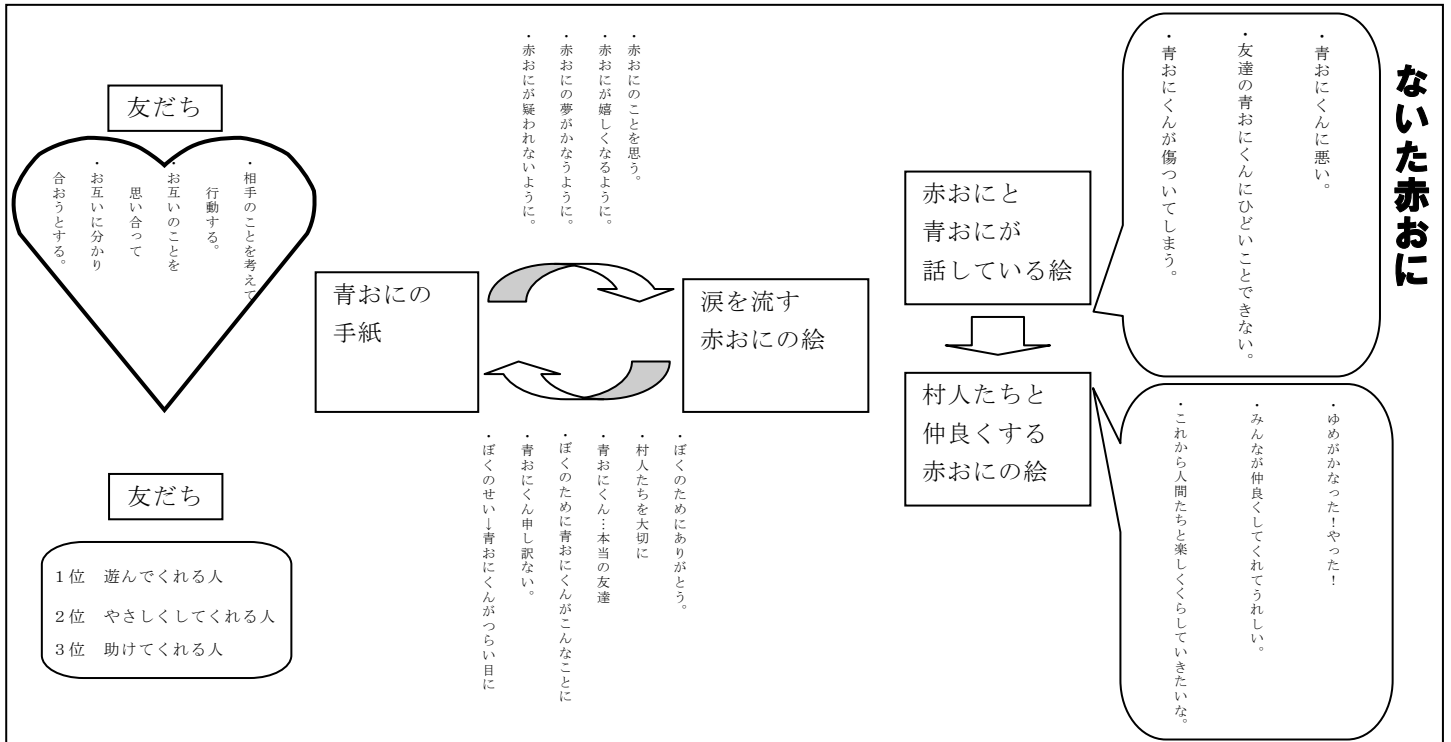 ないた赤おに
・青おにくんに悪い。
・友達の青おにくんにひどいことできない。
・青おにくんが傷ついてしまう。
赤おにと
青おにが
話している絵
・ゆめがかなった！やった！
・みんなが仲良くしてくれてうれしい。
・これから人間たちと楽しくくらしていきたいな。
村人たちと
仲良くする
赤おにの絵
涙を流す
赤おにの絵
・赤おにのことを思う。
・赤おにが嬉しくなるように。
・赤おにの夢がかなうように。
・赤おにが疑われないように。
・ぼくのためにありがとう。
・村人たちを大切に
・青おにくん…本当の友達
・ぼくのために青おにくんがこんなことに
・青おにくん申し訳ない。
・ぼくのせい→青おにくんがつらい目に
青おにの
手紙
友だち
・相手のことを考えて
行動する。
・お互いのことを
思い合って
・お互いに分かり
合おうとする。
友だち
１位　遊んでくれる人
２位　やさしくしてくれる人
３位　助けてくれる人